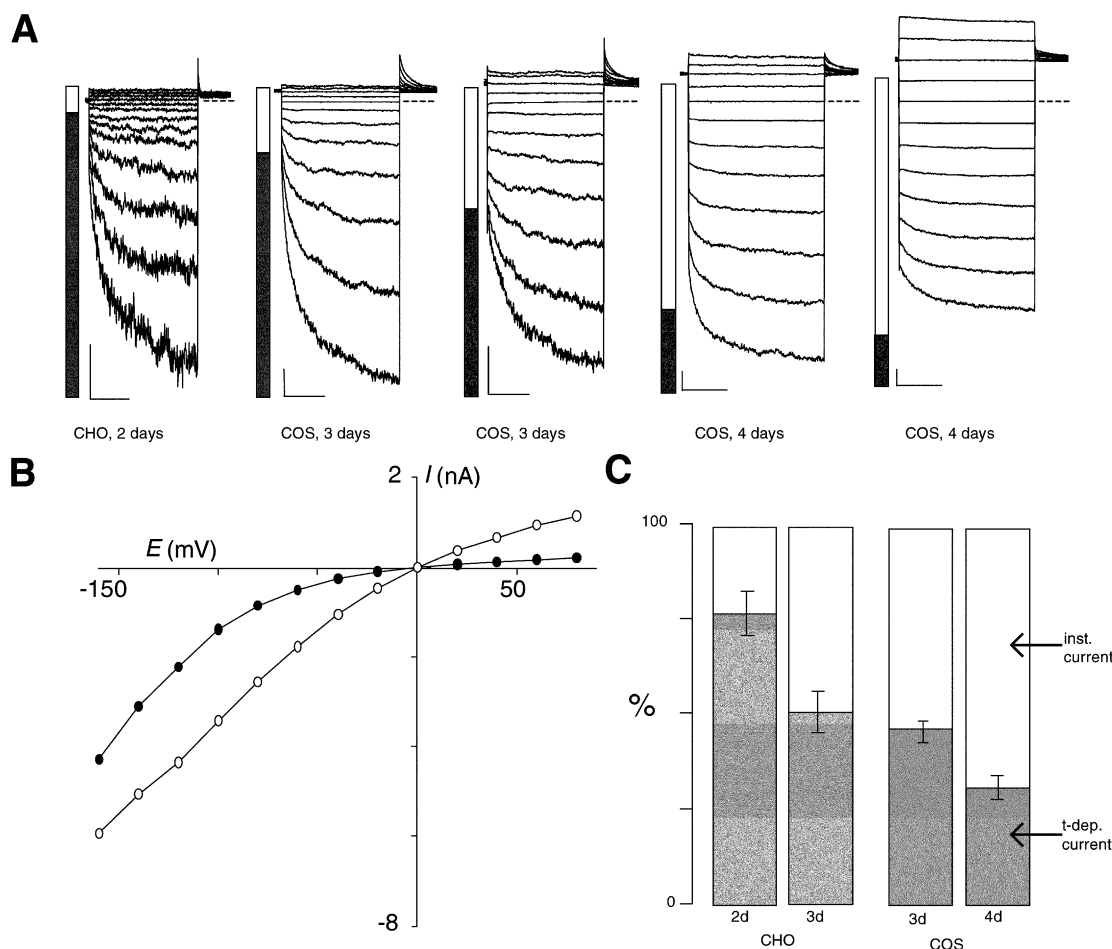 A
CHO, 2 days
COS, 3 days
COS, 3 days
COS, 4 days
COS, 4 days
B
2
I (nA)
E (mV)
-150
50
-8
C
100
%
0
inst.
current
t-dep.
current
2d
3d
3d
4d
CHO
COS